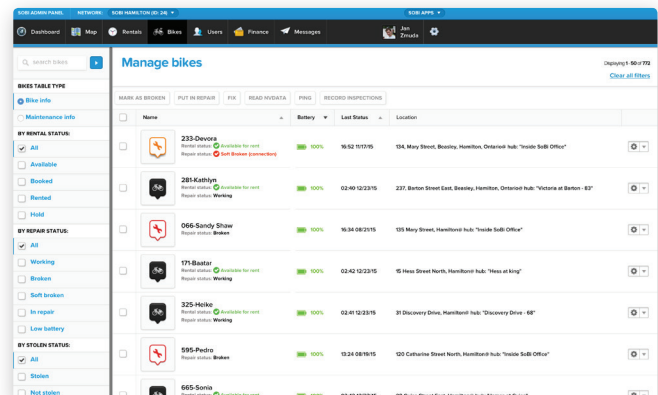 SOBI ADMIN PANEL NETWORK: SOBI HAMILTON (ID: 24) SOBI APPS
Dashboard Map Rentals Bikes Users Finance Messages Jan Zmuda
search bikes
Manage bikes
Displaying 1 - 50 of 772
Clear all filters
BIKES TABLE TYPE
Bike info
Maintenance info
BY RENTAL STATUS:
All
Available
Booked
Rented
Hold
BY REPAIR STATUS:
All
Working
Broken
Soft broken
In repair
Low battery
BY STOLEN STATUS:
All
Stolen
Not stolen
MARK AS BROKEN PUT IN REPAIR FIX READ NVDATA PING RECORD INSPECTIONS
Name Battery Last Status Location
233-Devora
Rental status: Available for rent
Repair status: Soft Broken (connection)
100% 16:52 11/17/15 134, Mary Street, Beasley, Hamilton, Ontario@ hub: "Inside SoBi Office"
281-Kathlyn
Rental status: Available for rent
Repair status: Working
100% 02:40 12/23/15 237, Barton Street East, Beasley, Hamilton, Ontario@ hub: "Victoria at Barton - 83"
066-Sandy Shaw
Repair status: Broken
100% 16:34 08/21/15 135 Mary Street, Hamilton@ hub: "Inside SoBi Office"
171-Baatar
Rental status: Available for rent
Repair status: Working
100% 02:42 12/23/15 15 Hess Street North, Hamilton@ hub: "Hess at king"
325-Heike
Rental status: Available for rent
Repair status: Working
100% 02:41 12/23/15 31 Discovery Drive, Hamilton@ hub: "Discovery Drive - 68"
595-Pedro
Repair status: Broken
100% 13:24 08/19/15 120 Catharine Street North, Hamilton@ hub: "Inside SoBi Office"
665-Sonia